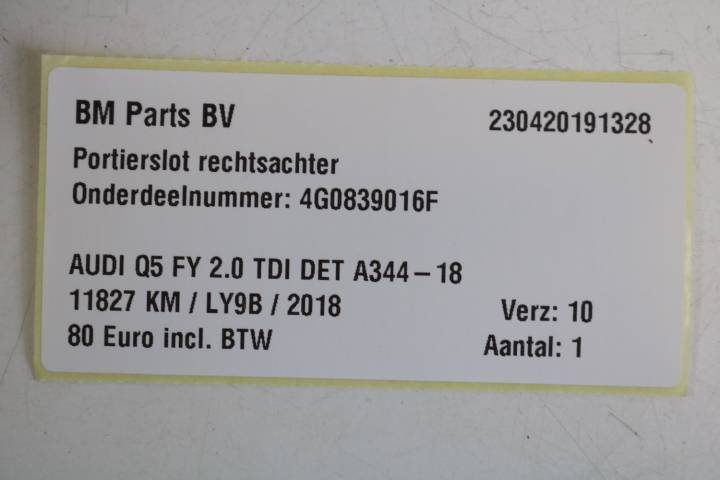 BM Parts BV 230420191328
Portierslot rechtsachter
Onderdeelnummer: 4G0839016F
AUDI Q5 FY 2.0 TDI DET A344-18
11827 KM / LY9B / 2018 Verz: 10
80 Euro incl. BTW Aantal: 1